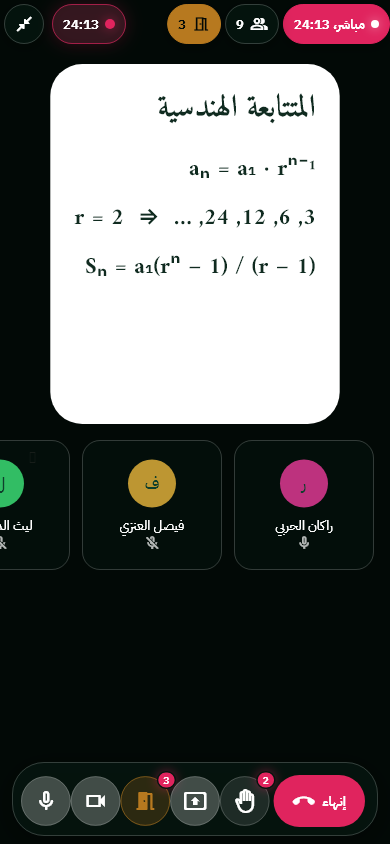 مباشر، 24:13
9
3
24:13
المتتابعة الهندسية
aₙ = a₁ · rⁿ⁻¹
3, 6, 12, 24, ... ⇒ r = 2
Sₙ = a₁(rⁿ − 1) / (r − 1)
ر
ف
ل
راكان الحربي
فيصل العنزي
ليث
3
2
إنهاء